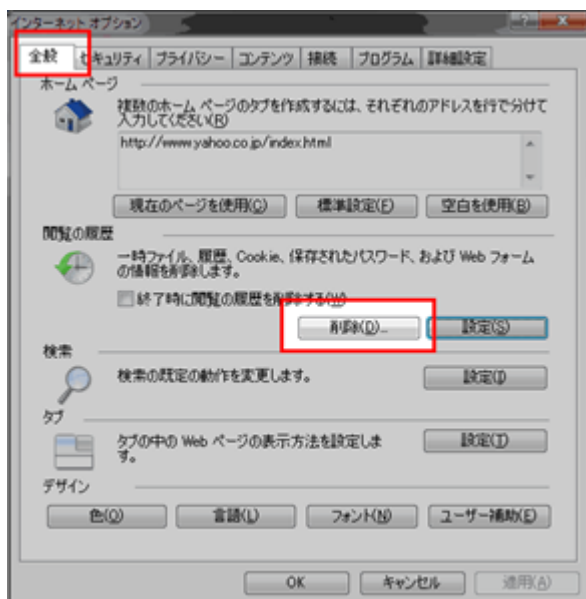 インターネット オプション
全般 セキュリティ プライバシー コンテンツ 接続 プログラム 詳細設定
ホーム ページ
複数のホーム ページのタブを作成するには、それぞれのアドレスを行で分けて
入力してください(R)
http://www.yahoo.co.jp/index.html
現在のページを使用(C) 標準設定(F) 空白を使用(B)
閲覧の履歴
一時ファイル、履歴、Cookie、保存されたパスワード、および Web フォーム
の情報を削除します。
終了時に閲覧の履歴を削除する(W)
削除(D)... 設定(S)
検索
検索の既定の動作を変更します。 設定(I)
タブ
タブの中の Web ページの表示方法を設定しま
す。 設定(T)
デザイン
色(O) 言語(L) フォント(N) ユーザー補助(E)
OK キャンセル 適用(A)